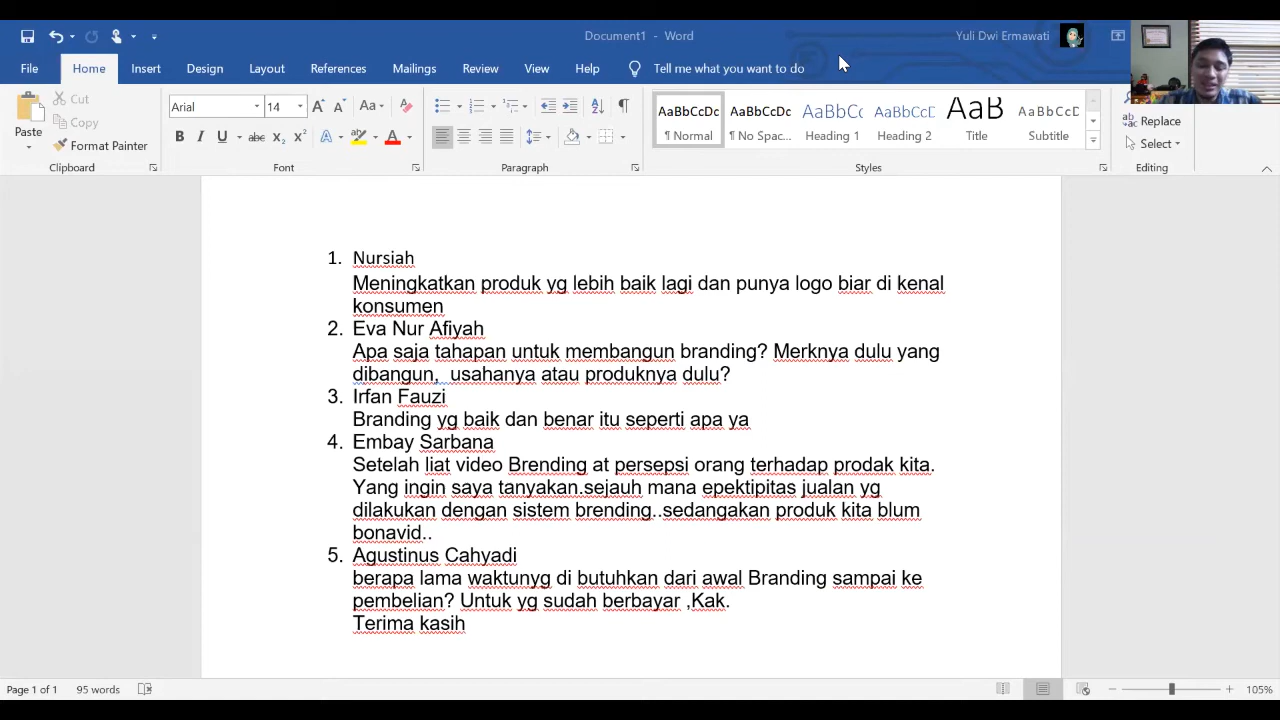 Document1 - Word
Yuli Dwi Ermawati
File Home Insert Design Layout References Mailings Review View Help Tell me what you want to do
Paste
Cut
Copy
Format Painter
Clipboard
Arial 14
Font
Paragraph
AaBbCcDc AaBbCcDc AaBbCc AaBbCcD AaB AaBbCcD
¶ Normal ¶ No Spac... Heading 1 Heading 2 Title Subtitle
Styles
Replace
Select
Editing
1. Nursiah
Meningkatkan produk yg lebih baik lagi dan punya logo biar di kenal
konsumen
2. Eva Nur Afiyah
Apa saja tahapan untuk membangun branding? Merknya dulu yang
dibangun, usahanya atau produknya dulu?
3. Irfan Fauzi
Branding yg baik dan benar itu seperti apa ya
4. Embay Sarbana
Setelah liat video Brending at persepsi orang terhadap prodak kita.
Yang ingin saya tanyakan.sejauh mana epektipitas jualan yg
dilakukan dengan sistem brending..sedangakan produk kita blum
bonavid..
5. Agustinus Cahyadi
berapa lama waktunyg di butuhkan dari awal Branding sampai ke
pembelian? Untuk yg sudah berbayar ,Kak.
Terima kasih
Page 1 of 1 95 words 105%